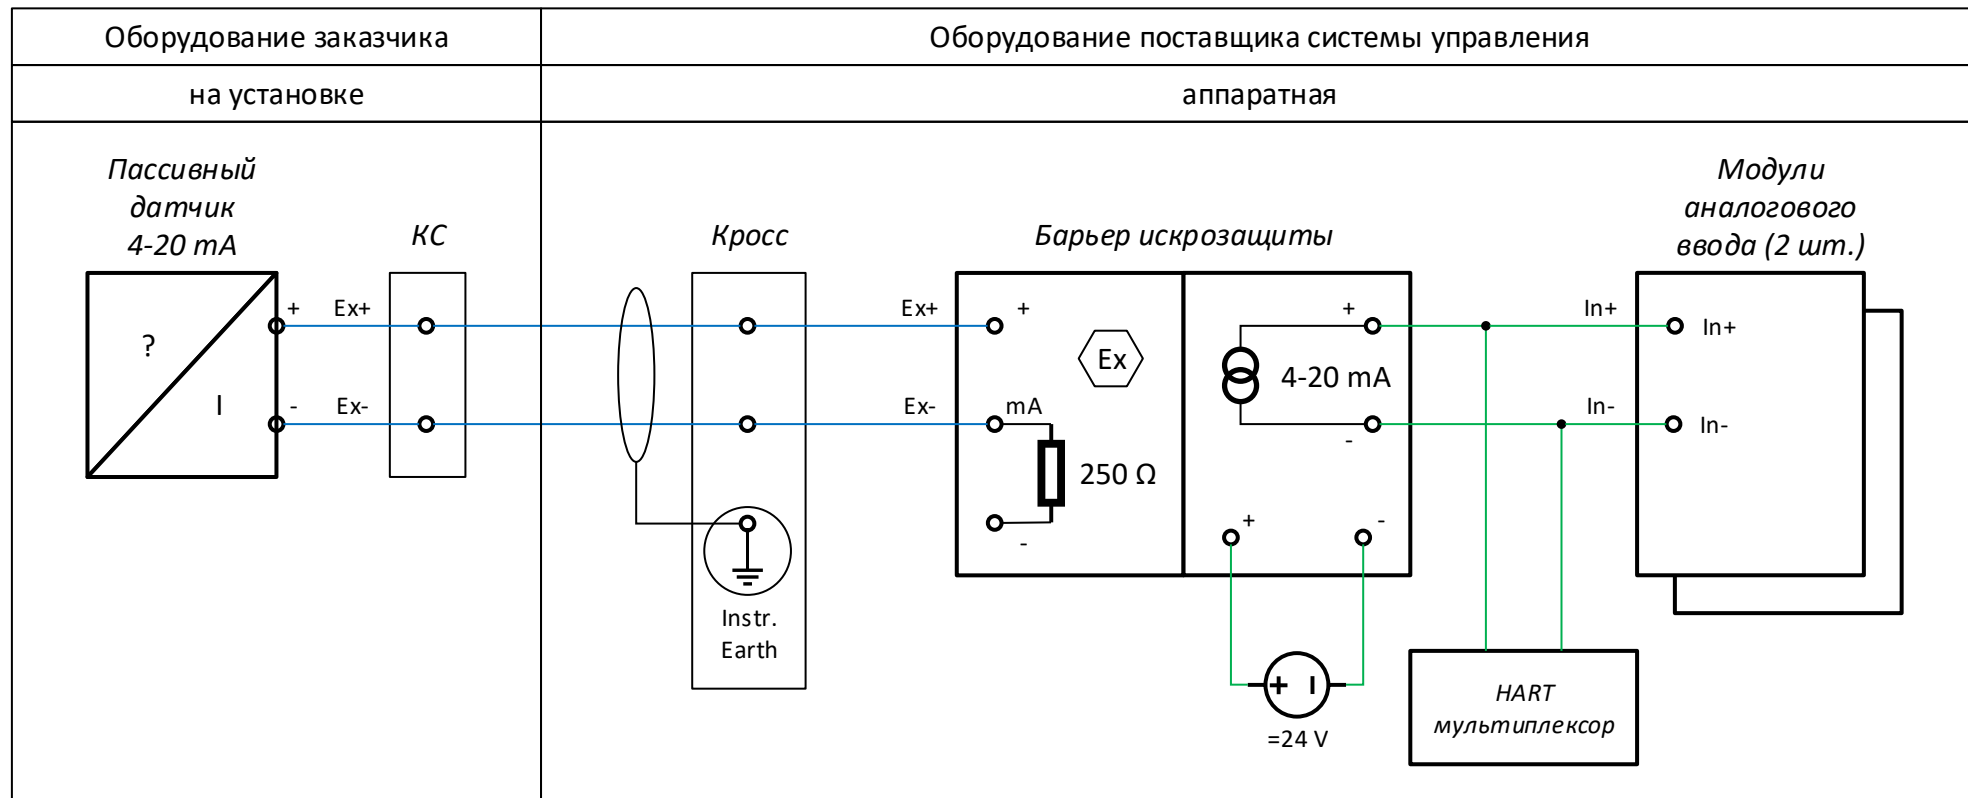 Оборудование заказчика
Оборудование поставщика системы управления
на установке
аппаратная
Пассивный
датчик
4-20 mA
КС
Кросс
Барьер искрозащиты
Модули
аналогового
ввода (2 шт.)
?
I
+
Ex+
-
Ex-
Ex+
Ex-
+
mA
250 Ω
-
Ex
+
4-20 mA
-
+
-
In+
In-
In+
In-
Instr.
Earth
=24 V
HART
мультиплексор